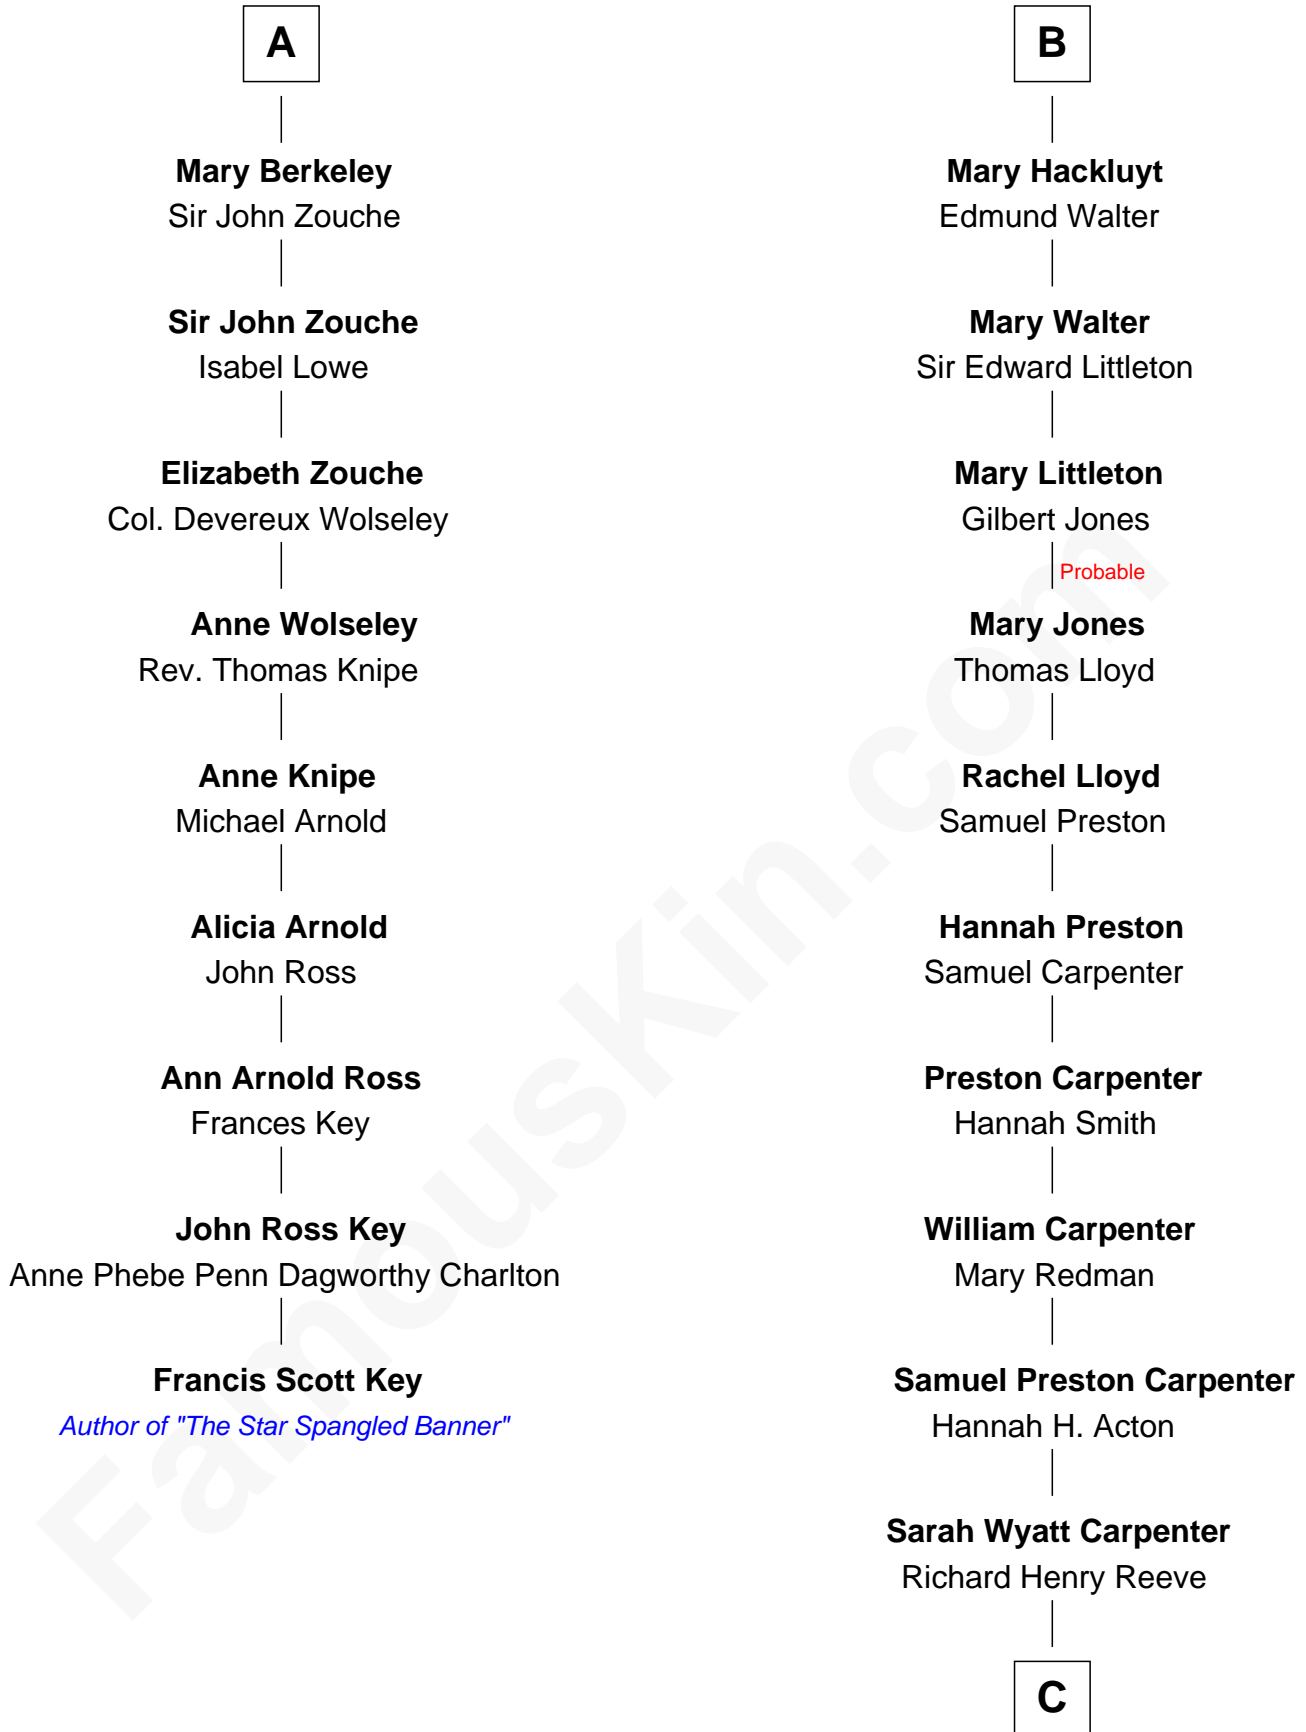 A
Mary Berkeley
Sir John Zouche
Sir John Zouche
Isabel Lowe
Elizabeth Zouche
Col. Devereux Wolseley
Anne Wolseley
Rev. Thomas Knipe
Anne Knipe
Michael Arnold
Alicia Arnold
John Ross
Ann Arnold Ross
Frances Key
John Ross Key
Anne Phebe Penn Dagworthy Charlton
Francis Scott Key
Author of "The Star Spangled Banner"
B
Mary Hackluyt
Edmund Walter
Mary Walter
Sir Edward Littleton
Mary Littleton
Gilbert Jones
Probable
Mary Jones
Thomas Lloyd
Rachel Lloyd
Samuel Preston
Hannah Preston
Samuel Carpenter
Preston Carpenter
Hannah Smith
William Carpenter
Mary Redman
Samuel Preston Carpenter
Hannah H. Acton
Sarah Wyatt Carpenter
Richard Henry Reeve
C
FamousKin.com